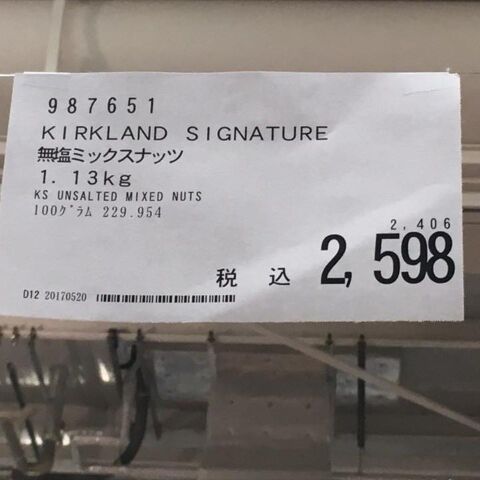 987651
KIRKLAND SIGNATURE
無塩ミックスナッツ
1. 13kg
KS UNSALTED MIXED NUTS
100グラム 229.954
2,406
税込 2,598
D12 20170520